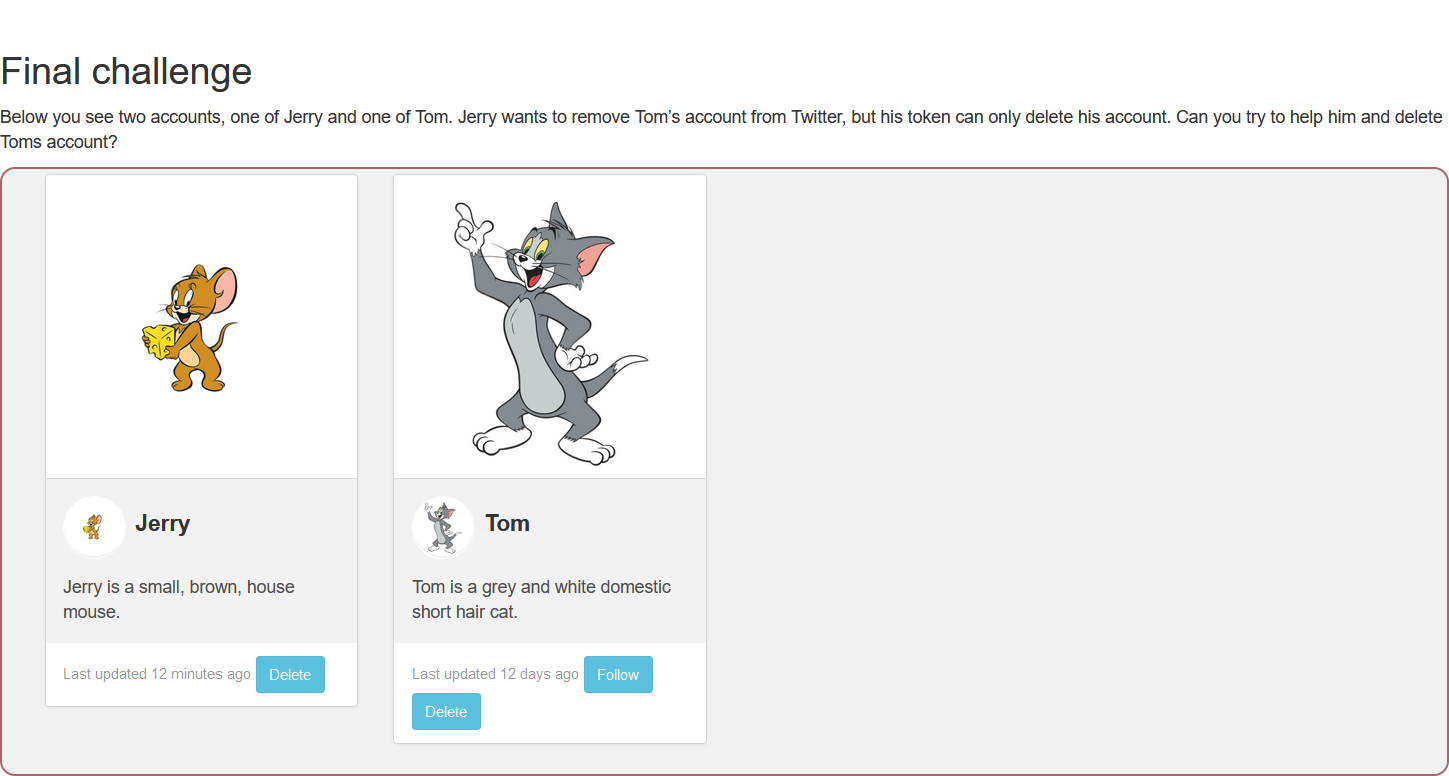 Final challenge
Below you see two accounts, one of Jerry and one of Tom. Jerry wants to remove Tom’s account from Twitter, but his token can only delete his account. Can you try to help him and delete
Toms account?
Jerry
Jerry is a small, brown, house
mouse.
Last updated 12 minutes ago Delete
Tom
Tom is a grey and white domestic
short hair cat.
Last updated 12 days ago Follow
Delete